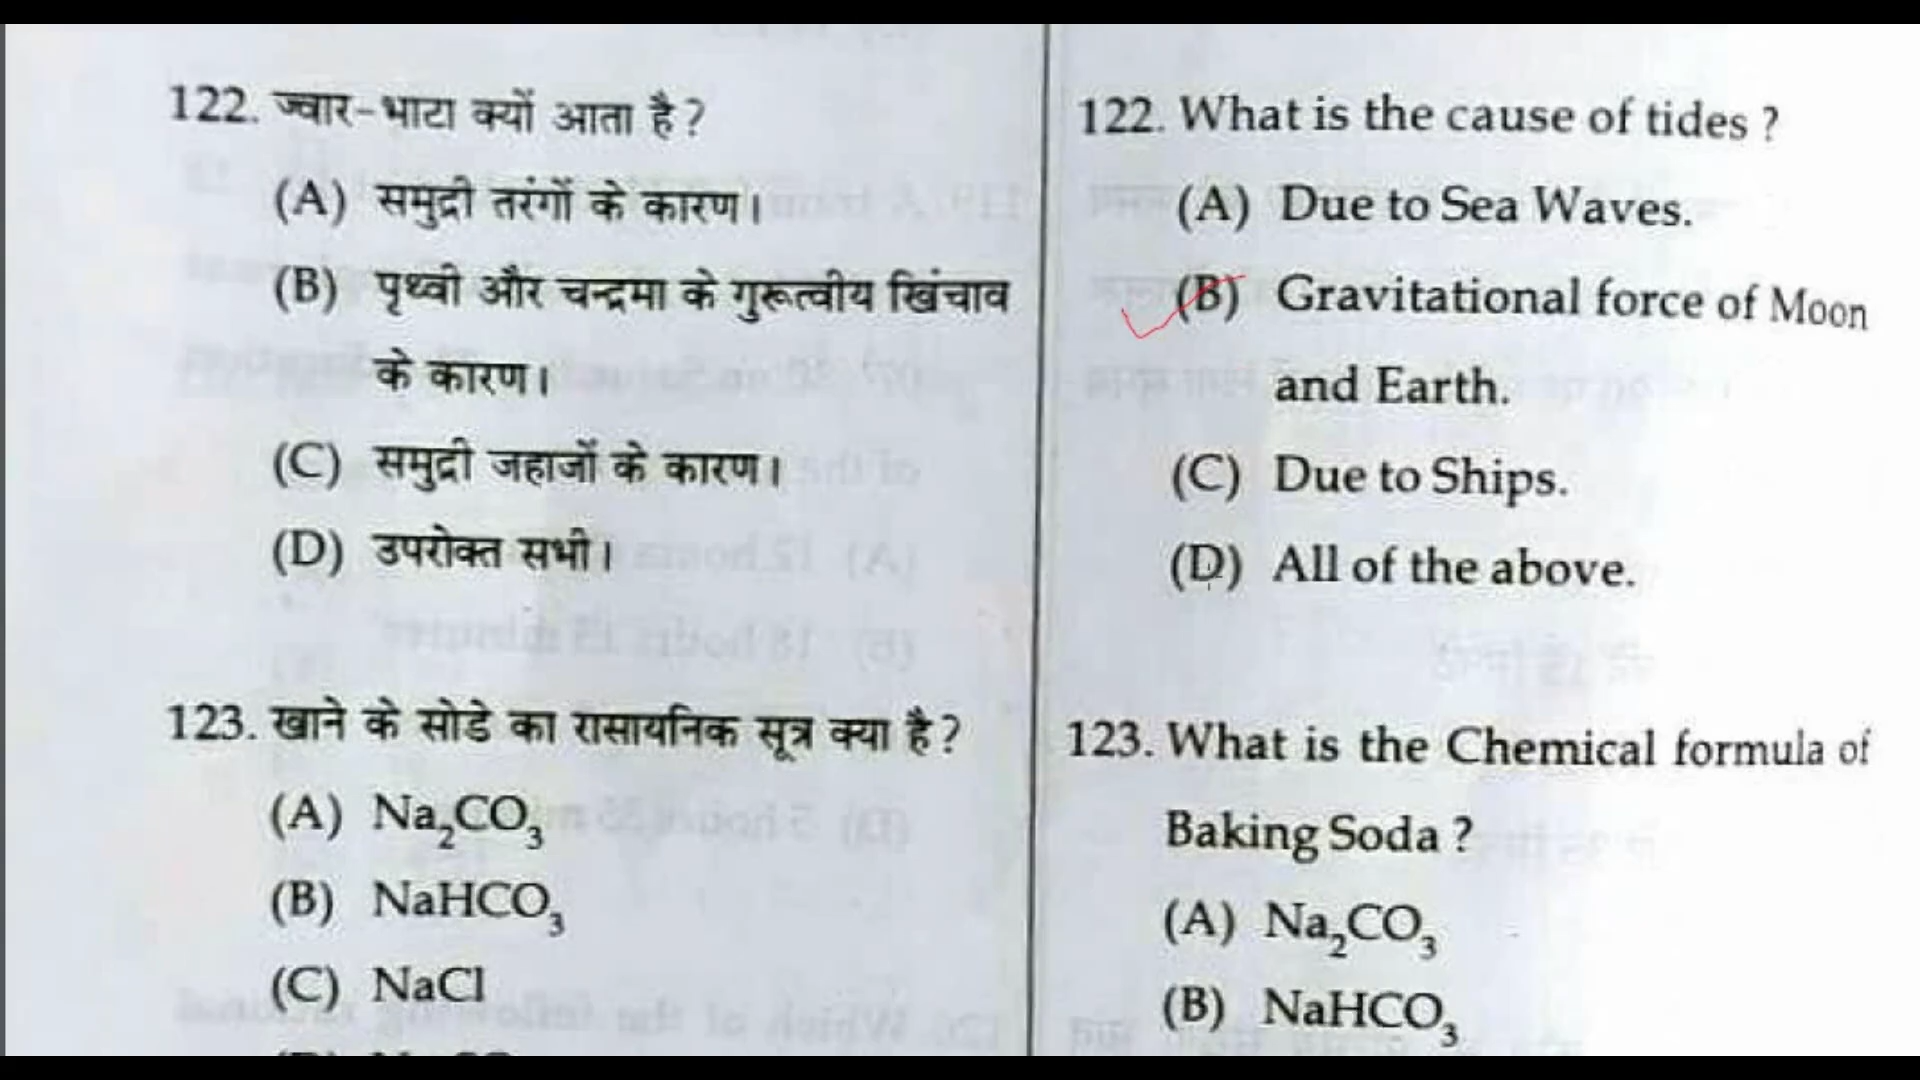 122. ज्वार-भाटा क्यों आता है?
(A) समुद्री तरंगों के कारण।
(B) पृथ्वी और चन्द्रमा के गुरूत्वीय खिंचाव
के कारण।
(C) समुद्री जहाजों के कारण।
(D) उपरोक्त सभी।
123. खाने के सोडे का रासायनिक सूत्र क्या है?
(A) Na₂CO₃
(B) NaHCO₃
(C) NaCl
122. What is the cause of tides ?
(A) Due to Sea Waves.
(B) Gravitational force of Moon
and Earth.
(C) Due to Ships.
(D) All of the above.
123. What is the Chemical formula of
Baking Soda ?
(A) Na₂CO₃
(B) NaHCO₃